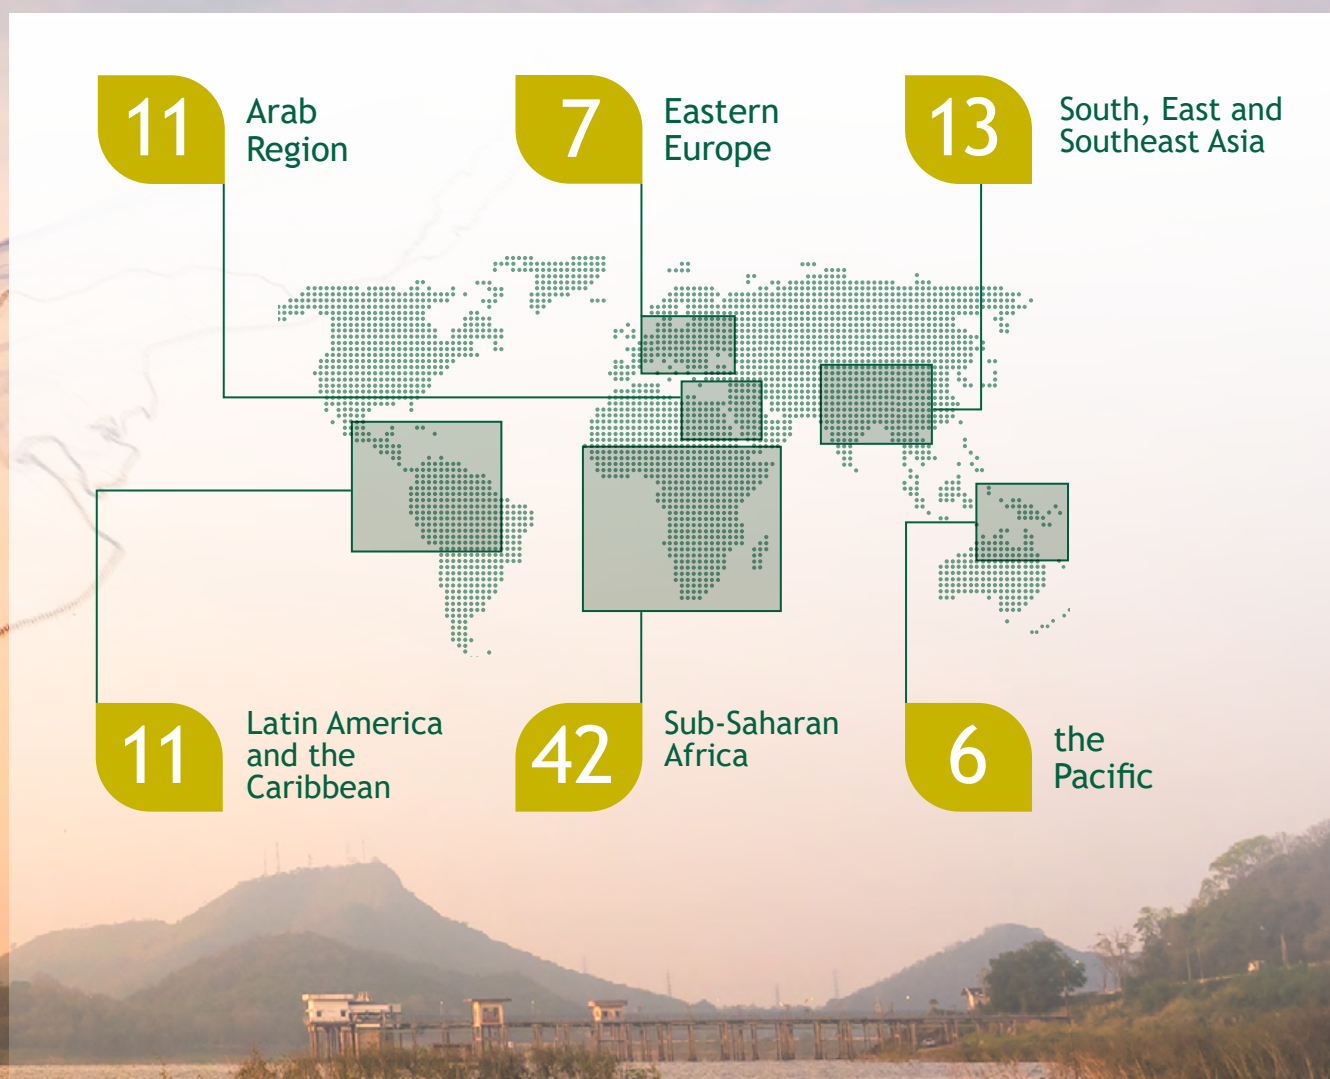 11
Arab
Region
7
Eastern
Europe
13
South, East and
Southeast Asia
11
Latin America
and the
Caribbean
42
Sub-Saharan
Africa
6
the
Pacific